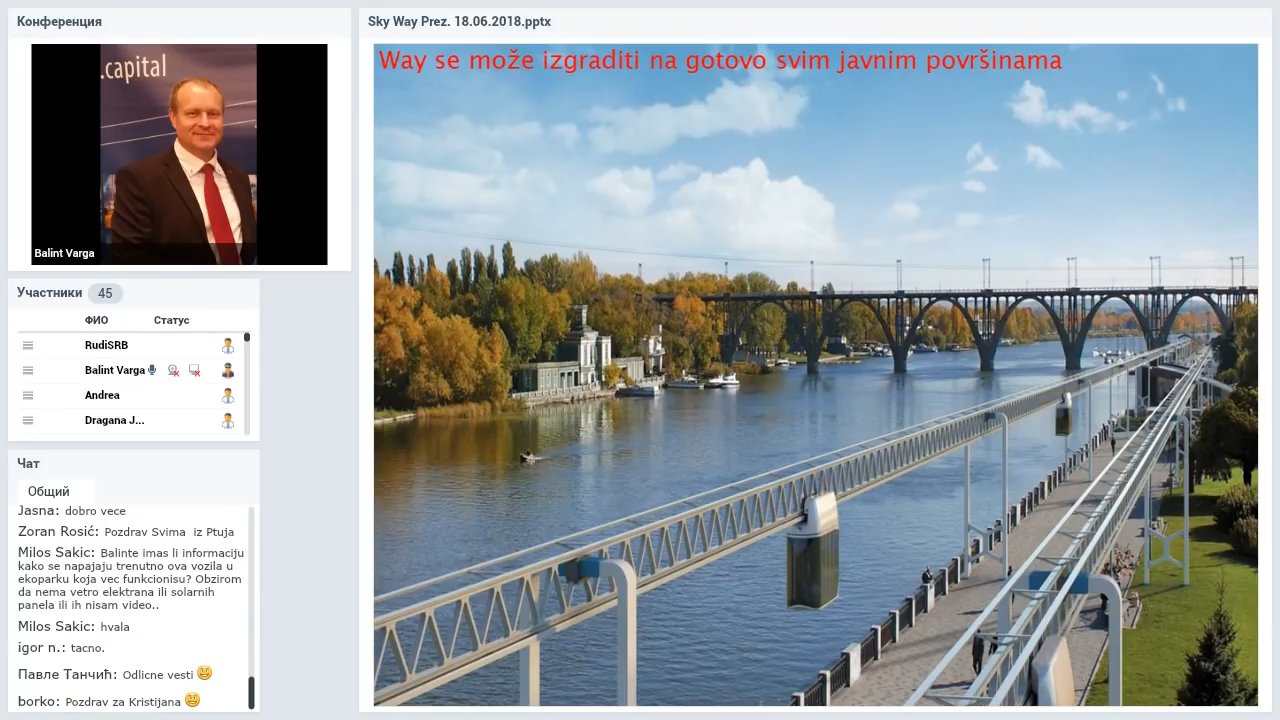 Конференция
.capital
Balint Varga
Участники 45
ФИО Статус
RudiSRB
Balint Varga
Andrea
Dragana J...
Чат
Общий
Jasna: dobro vece
Zoran Rosić: Pozdrav Svima iz Ptuja
Milos Sakic: Balinte imas li informaciju
kako se napajaju trenutno ova vozila u
ekoparku koja vec funkcionisu? Obzirom
da nema vetro elektrana ili solarnih
panela ili ih nisam video..
Milos Sakic: hvala
igor n.: tacno.
Павле Танчић: Odlicne vesti
borko: Pozdrav za Kristijana
Sky Way Prez. 18.06.2018.pptx
Way se može izgraditi na gotovo svim javnim površinama